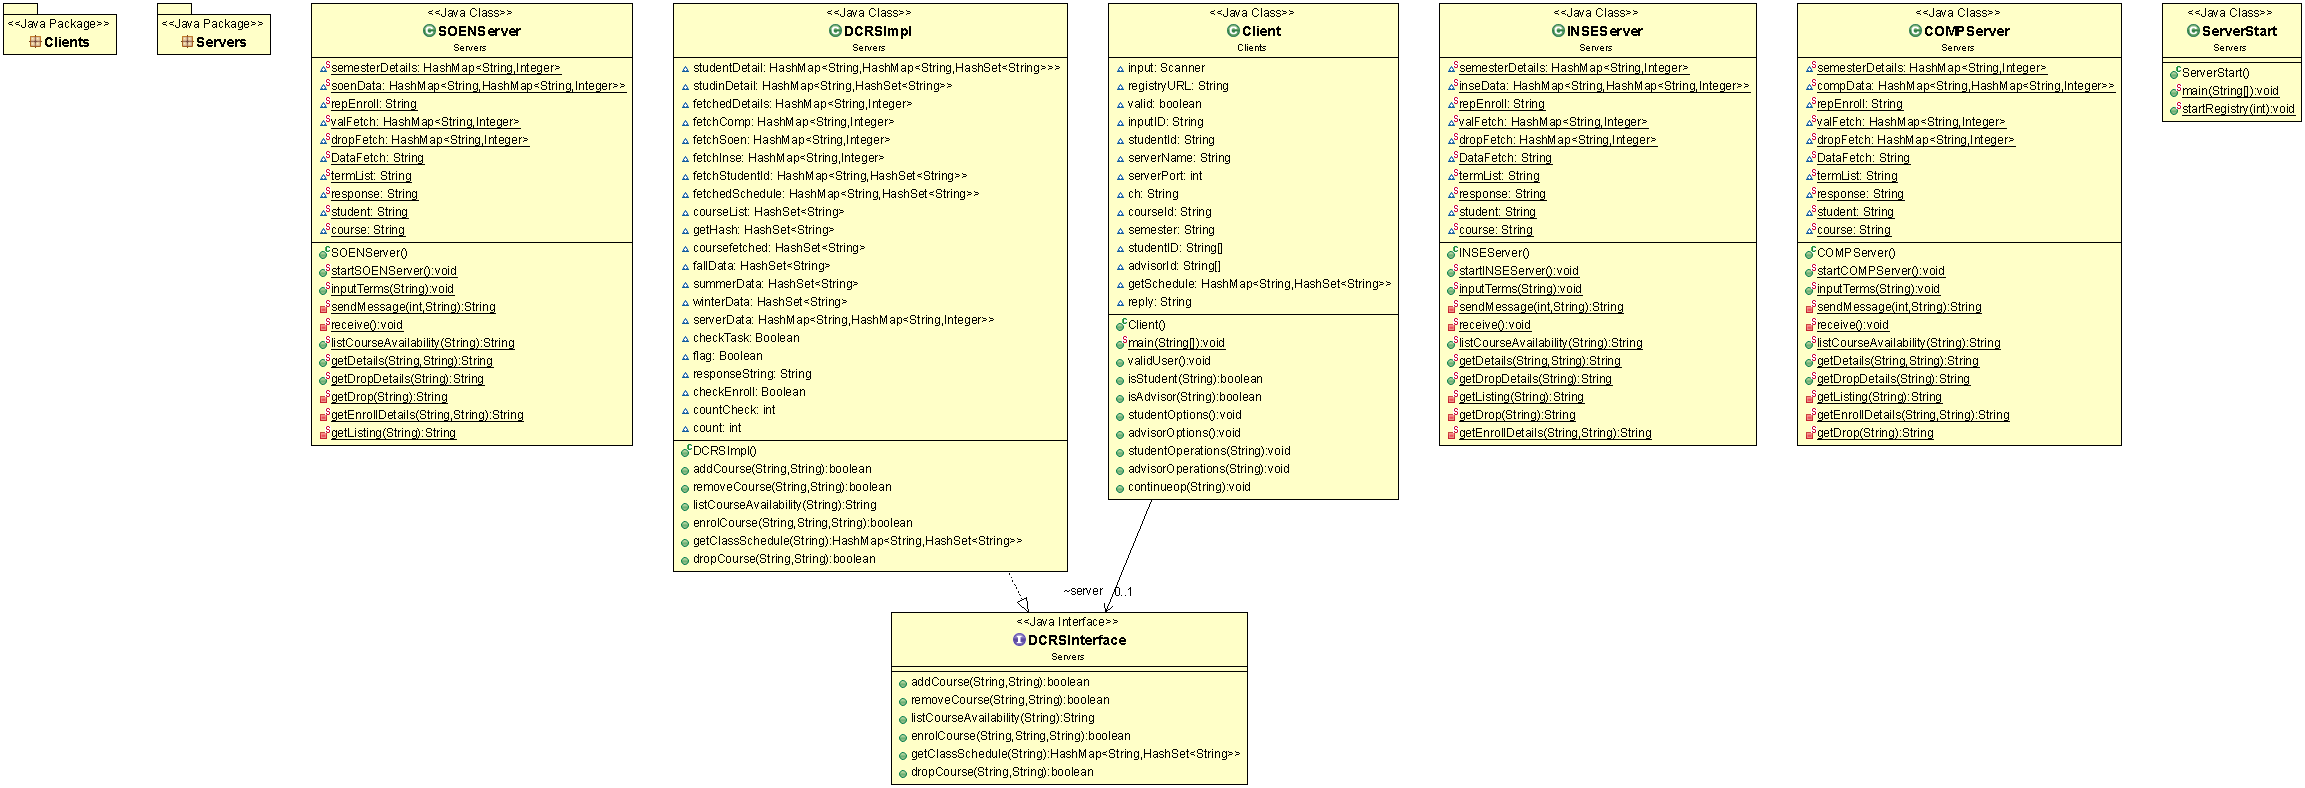 <<Java Package>>
Clients
<<Java Package>>
Servers
<<Java Class>>
SOENServer
Servers
semesterDetails: HashMap<String,Integer>
soenData: HashMap<String,HashMap<String,Integer>>
repEnroll: String
valFetch: HashMap<String,Integer>
dropFetch: HashMap<String,Integer>
DataFetch: String
termList: String
response: String
student: String
course: String
SOENServer()
startSOENServer():void
inputTerms(String):void
sendMessage(int,String):String
receive():void
listCourseAvailability(String):String
getDetails(String,String):String
getDropDetails(String):String
getDrop(String):String
getEnrollDetails(String,String):String
getListing(String):String
<<Java Class>>
DCRSImpl
Servers
studentDetail: HashMap<String,HashMap<String,HashSet<String>>>
studinDetail: HashMap<String,HashSet<String>>
fetchedDetails: HashMap<String,Integer>
fetchComp: HashMap<String,Integer>
fetchSoen: HashMap<String,Integer>
fetchInse: HashMap<String,Integer>
fetchStudentId: HashMap<String,HashSet<String>>
fetchedSchedule: HashMap<String,HashSet<String>>
courseList: HashSet<String>
getHash: HashSet<String>
coursefetched: HashSet<String>
fallData: HashSet<String>
summerData: HashSet<String>
winterData: HashSet<String>
serverData: HashMap<String,HashMap<String,Integer>>
checkTask: Boolean
flag: Boolean
responseString: String
checkEnroll: Boolean
countCheck: int
count: int
DCRSImpl()
addCourse(String,String):boolean
removeCourse(String,String):boolean
listCourseAvailability(String):String
enrolCourse(String,String,String):boolean
getClassSchedule(String):HashMap<String,HashSet<String>>
dropCourse(String,String):boolean
<<Java Class>>
Client
Clients
input: Scanner
registryURL: String
valid: boolean
inputID: String
studentId: String
serverName: String
serverPort: int
ch: String
courseId: String
semester: String
studentID: String[]
advisorId: String[]
getSchedule: HashMap<String,HashSet<String>>
reply: String
Client()
main(String[]):void
validUser():void
isStudent(String):boolean
isAdvisor(String):boolean
studentOptions():void
advisorOptions():void
studentOperations(String):void
advisorOperations(String):void
continueop(String):void
<<Java Class>>
INSEServer
Servers
semesterDetails: HashMap<String,Integer>
inseData: HashMap<String,HashMap<String,Integer>>
repEnroll: String
valFetch: HashMap<String,Integer>
dropFetch: HashMap<String,Integer>
DataFetch: String
termList: String
response: String
student: String
course: String
INSEServer()
startINSEServer():void
inputTerms(String):void
sendMessage(int,String):String
receive():void
listCourseAvailability(String):String
getDetails(String,String):String
getDropDetails(String):String
getListing(String):String
getDrop(String):String
getEnrollDetails(String,String):String
<<Java Class>>
COMPServer
Servers
semesterDetails: HashMap<String,Integer>
compData: HashMap<String,HashMap<String,Integer>>
repEnroll: String
valFetch: HashMap<String,Integer>
dropFetch: HashMap<String,Integer>
DataFetch: String
termList: String
response: String
student: String
course: String
COMPServer()
startCOMPServer():void
inputTerms(String):void
sendMessage(int,String):String
receive():void
listCourseAvailability(String):String
getDetails(String,String):String
getDropDetails(String):String
getListing(String):String
getEnrollDetails(String,String):String
getDrop(String):String
<<Java Class>>
ServerStart
Servers
ServerStart()
main(String[]):void
startRegistry(int):void
~server 0..1
<<Java Interface>>
DCRSInterface
Servers
addCourse(String,String):boolean
removeCourse(String,String):boolean
listCourseAvailability(String):String
enrolCourse(String,String,String):boolean
getClassSchedule(String):HashMap<String,HashSet<String>>
dropCourse(String,String):boolean